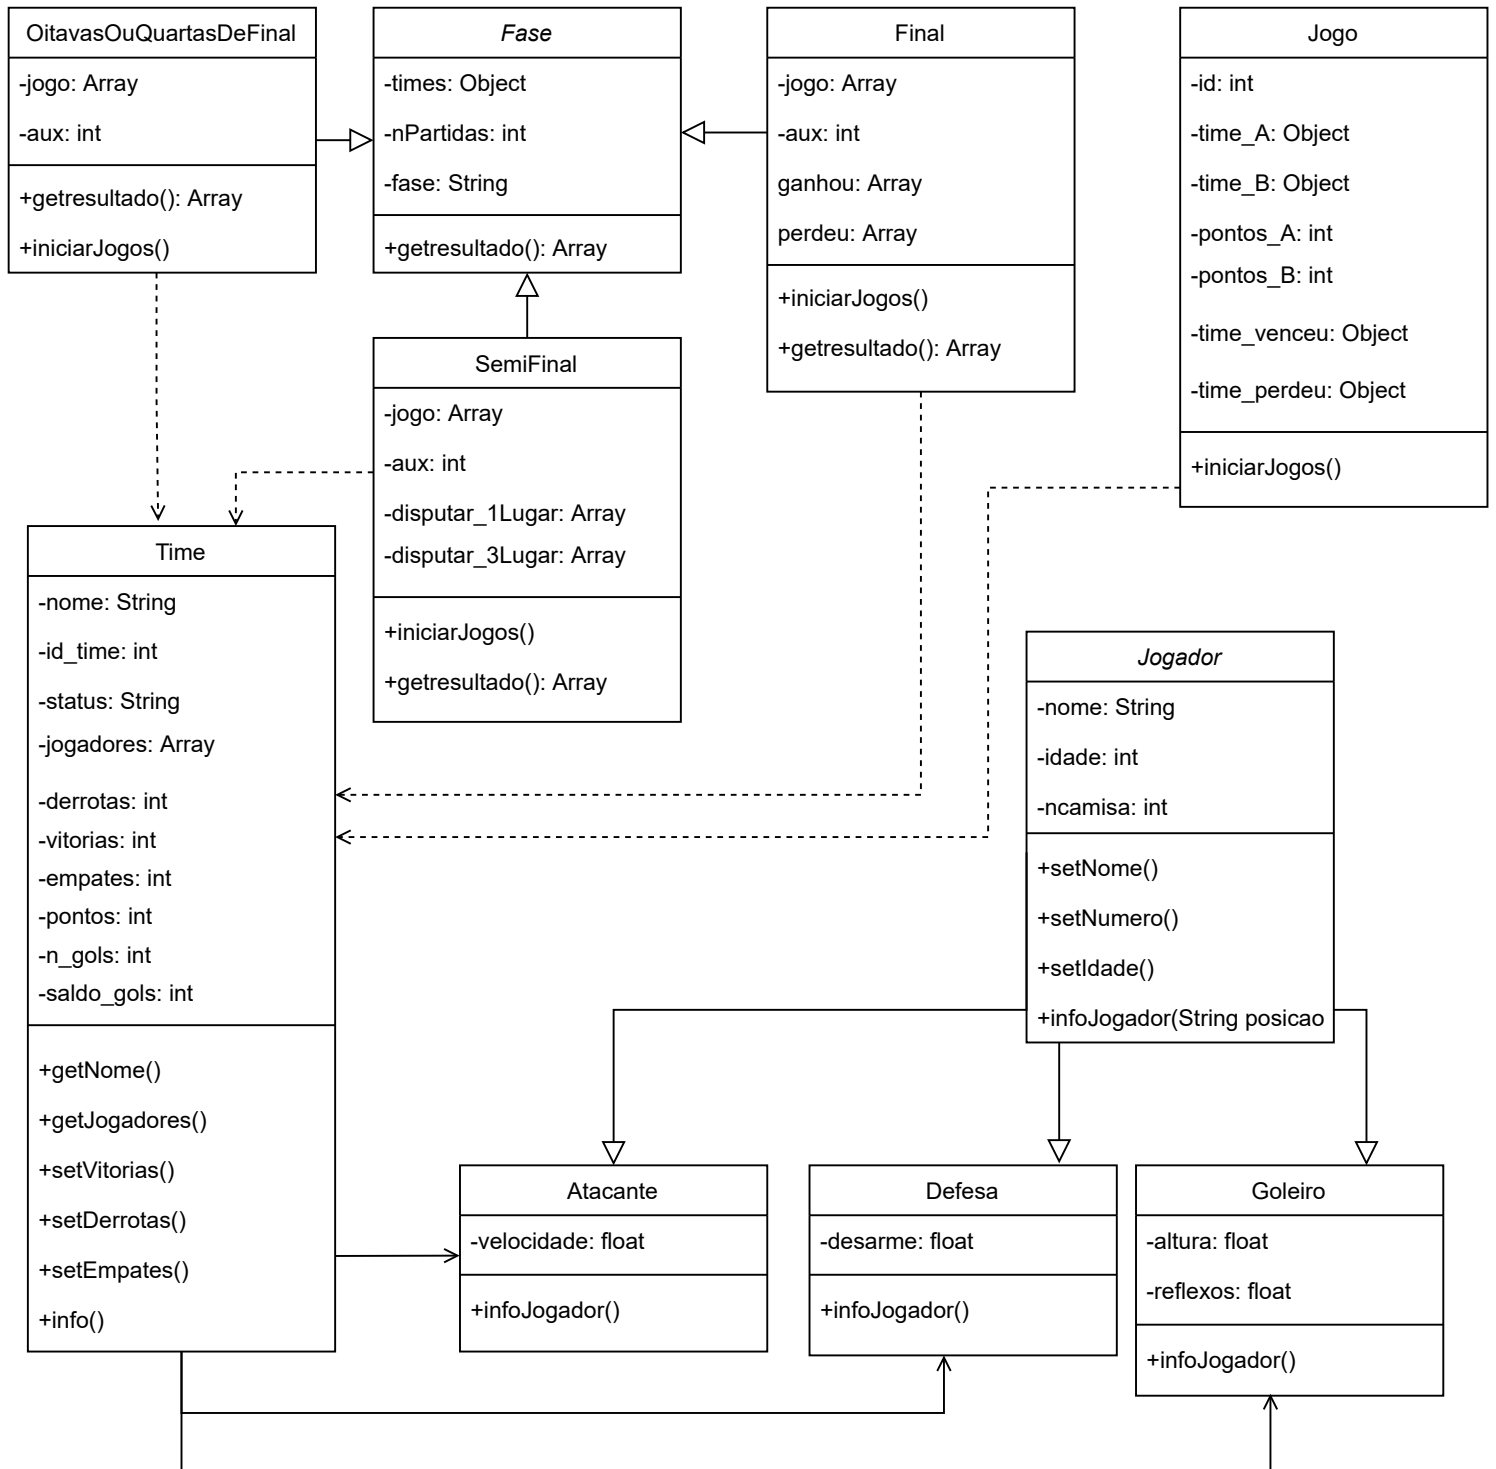 OitavasOuQuartasDeFinal
-jogo: Array
-aux: int
+getresultado(): Array
+iniciarJogos()
Fase
-times: Object
-nPartidas: int
-fase: String
+getresultado(): Array
Final
-jogo: Array
-aux: int
ganhou: Array
perdeu: Array
+iniciarJogos()
+getresultado(): Array
Jogo
-id: int
-time_A: Object
-time_B: Object
-pontos_A: int
-pontos_B: int
-time_venceu: Object
-time_perdeu: Object
+iniciarJogos()
SemiFinal
-jogo: Array
-aux: int
-disputar_1Lugar: Array
-disputar_3Lugar: Array
+iniciarJogos()
+getresultado(): Array
Time
-nome: String
-id_time: int
-status: String
-jogadores: Array
-derrotas: int
-vitorias: int
-empates: int
-pontos: int
-n_gols: int
-saldo_gols: int
+getNome()
+getJogadores()
+setVitorias()
+setDerrotas()
+setEmpates()
+info()
Jogador
-nome: String
-idade: int
-ncamisa: int
+setNome()
+setNumero()
+setIdade()
+infoJogador(String posicao
Atacante
-velocidade: float
+infoJogador()
Defesa
-desarme: float
+infoJogador()
Goleiro
-altura: float
-reflexos: float
+infoJogador()